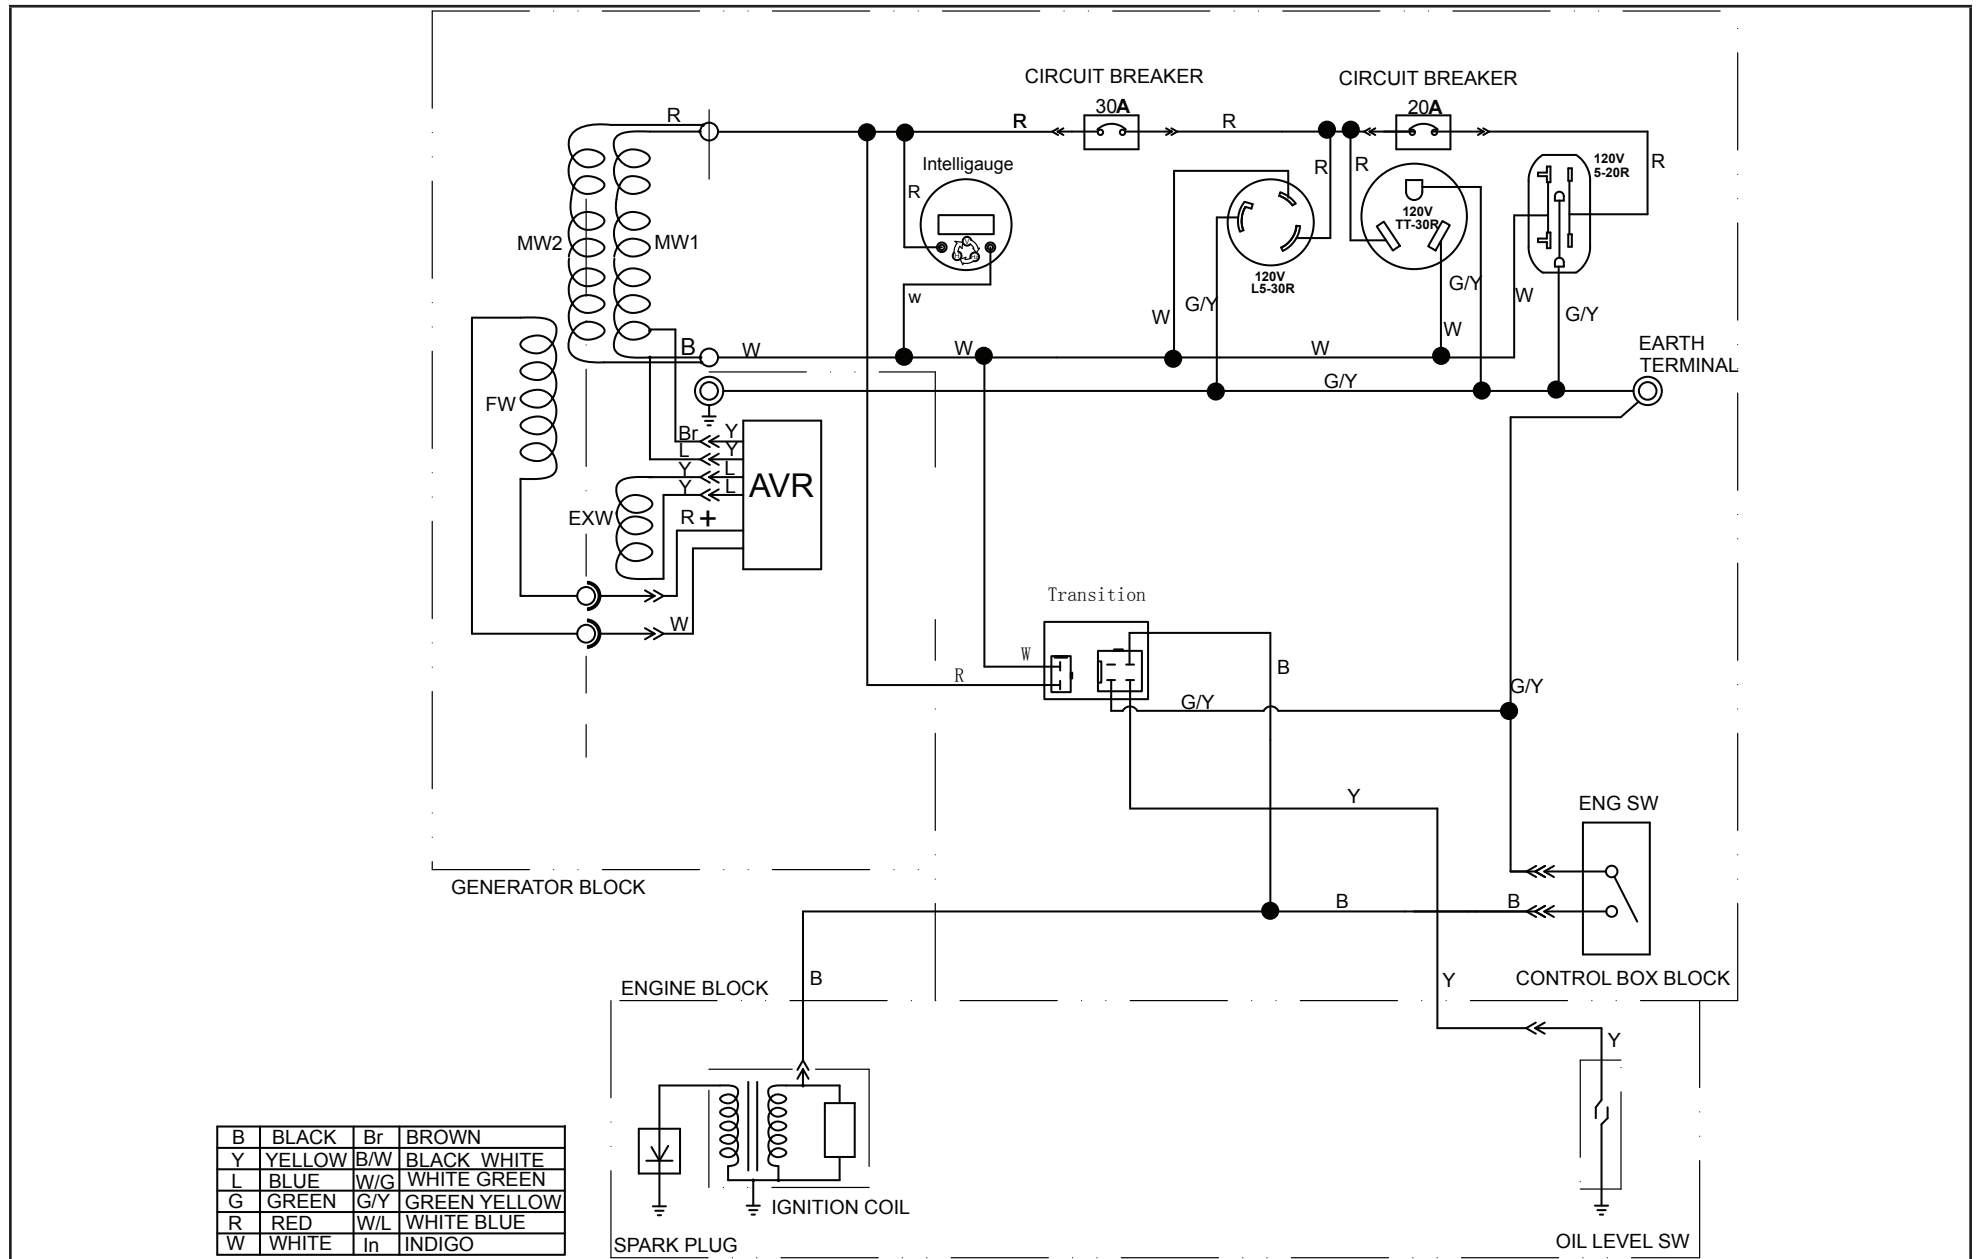 CIRCUIT BREAKER
CIRCUIT BREAKER
30A
20A
R
R
R
Intelligauge
R
R
R
120V
5-20R
R
120V
TT-30R
MW2
MW1
120V
L5-30R
G/Y
W
G/Y
W
W
G/Y
w
W
B
W
W
W
EARTH
TERMINAL
G/Y
FW
Br
Y
L
Y
Y
L
Y
L
AVR
EXW
R +
W
Transition
W
R
B
G/Y
G/Y
Y
ENG SW
GENERATOR BLOCK
B
B
B
Y
CONTROL BOX BLOCK
ENGINE BLOCK
Y
IGNITION COIL
SPARK PLUG
OIL LEVEL SW
B BLACK Br BROWN
Y YELLOW B/W BLACK WHITE
L BLUE W/G WHITE GREEN
G GREEN G/Y GREEN YELLOW
R RED W/L WHITE BLUE
W WHITE In INDIGO